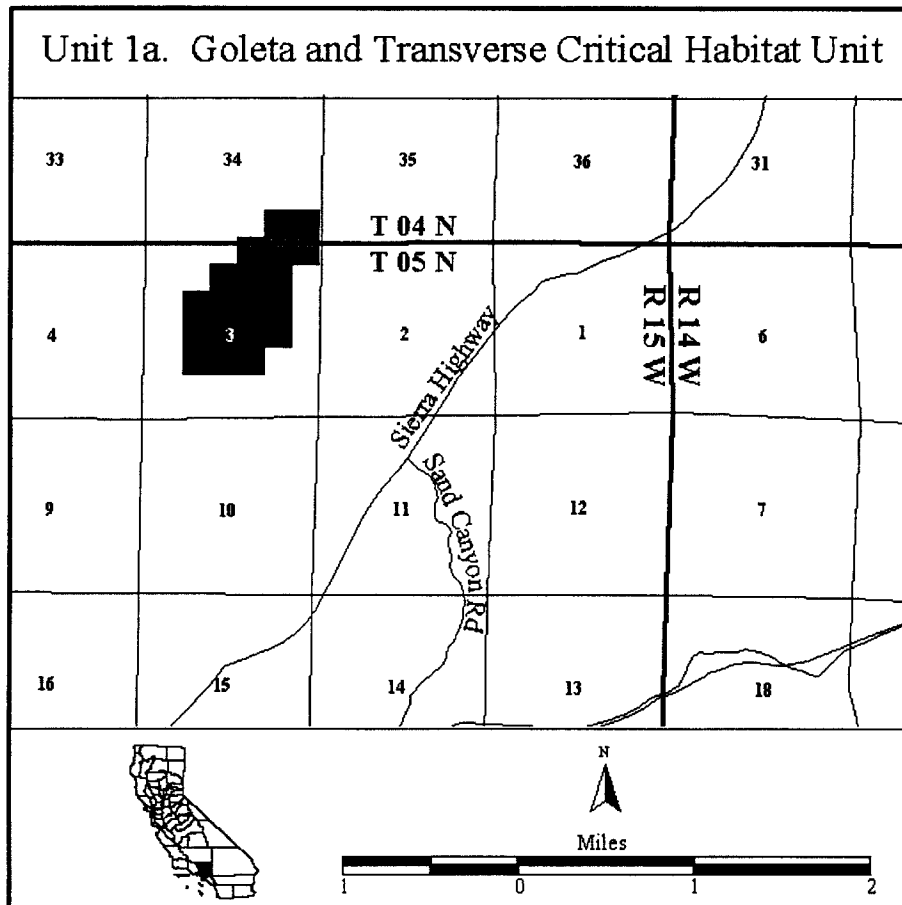 Unit 1a. Goleta and Transverse Critical Habitat Unit
33 34 35 36 31
T 04 N
T 05 N
R 15 W
R 14 W
4 3 2 1 6
Sierra Highway
Sand Canyon Rd
9 10 11 12 7
16 15 14 13 18
N
Miles
1 0 1 2